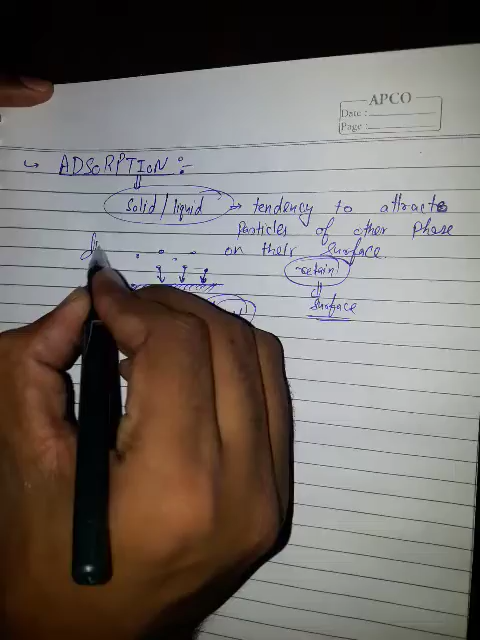 APCO
Date :
Page :
↳ ADSORPTION :-
Solid / liquid → tendency to attracts
particles of other phase
on their surface
retain
surface